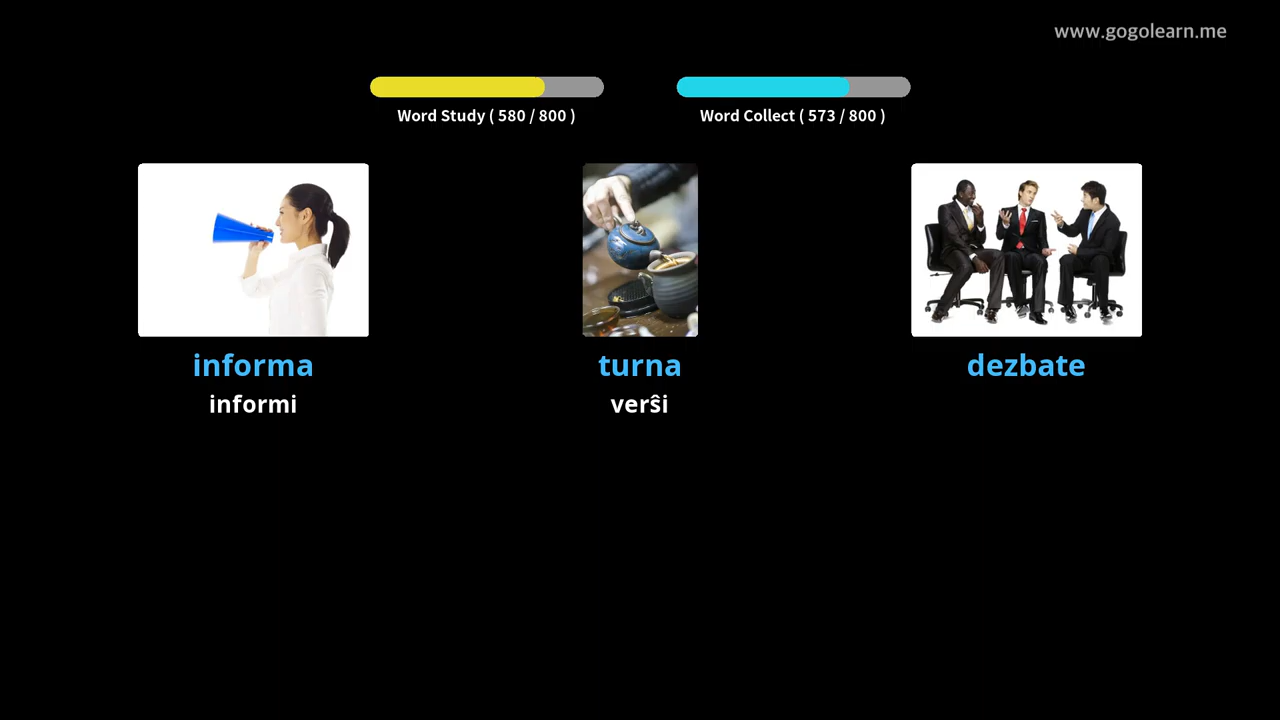 www.gogolearn.me
Word Study ( 580 / 800 )
Word Collect ( 573 / 800 )
informa
turna
dezbate
informi
verŝi